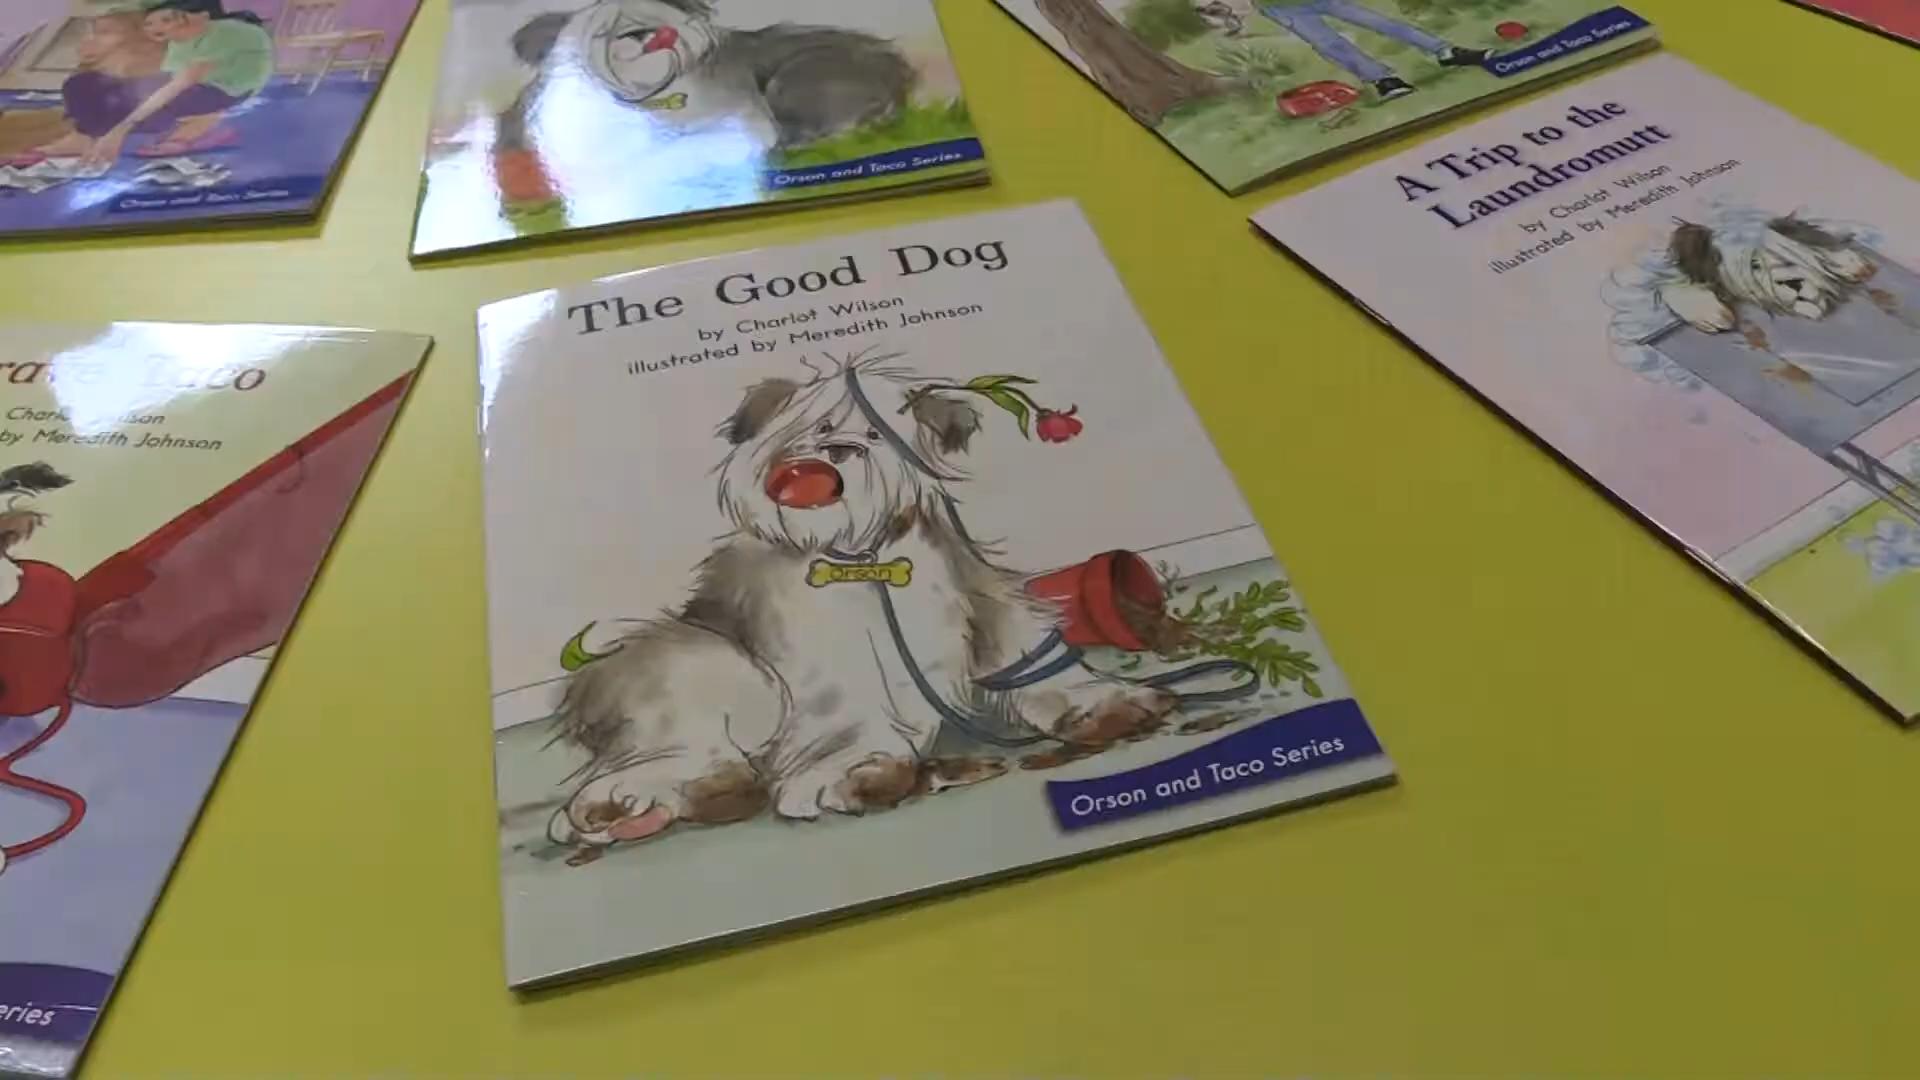 Orson and Taco Series
Orson and Taco Series
Orson and Taco Series
A Trip to the
Laundromutt
by Charlot Wilson
illustrated by Meredith Johnson
The Good Dog
by Charlot Wilson
illustrated by Meredith Johnson
Orson
Orson and Taco Series
Taco
by Meredith Johnson